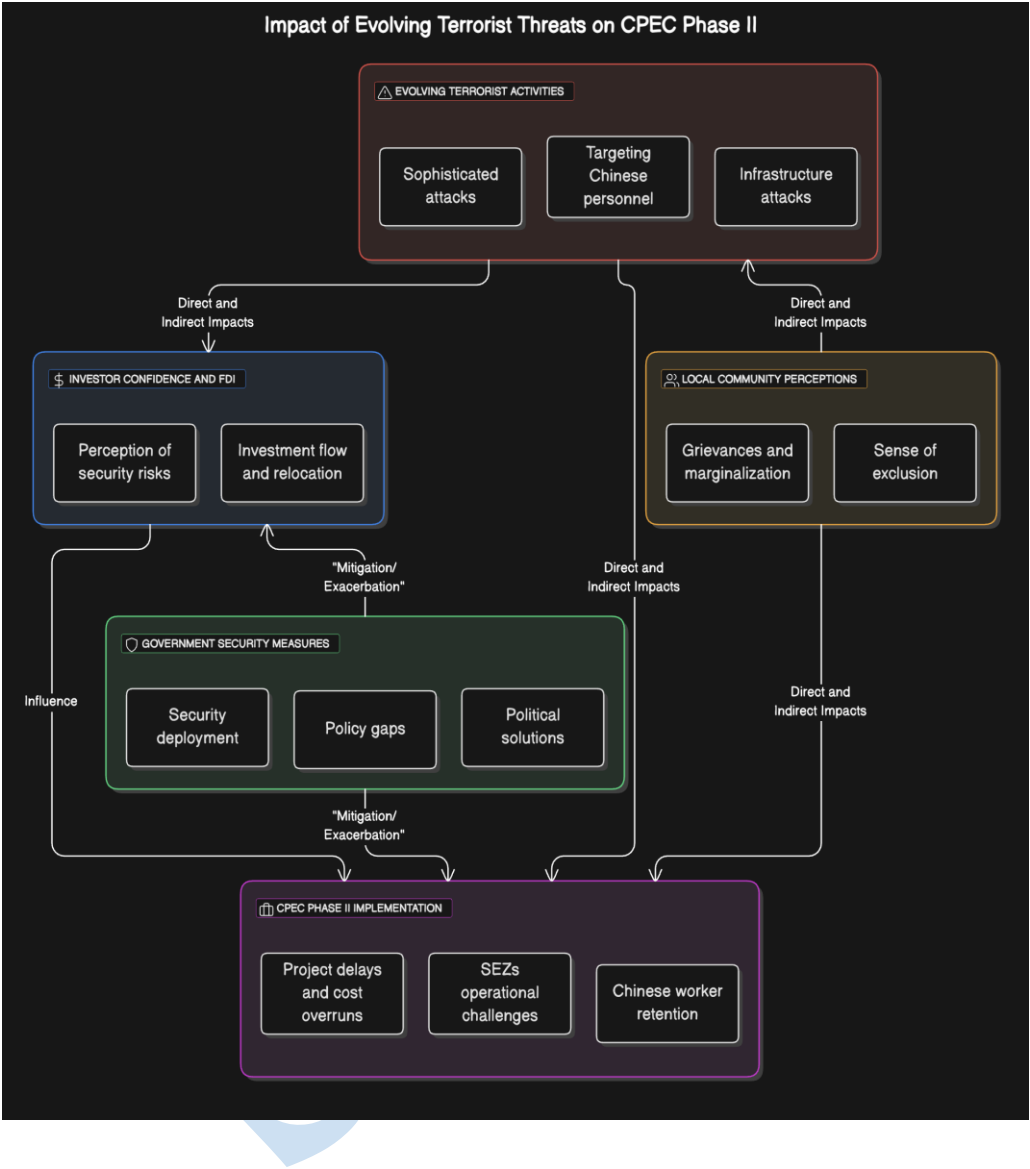 Impact of Evolving Terrorist Threats on CPEC Phase II
EVOLVING TERRORIST ACTIVITIES
Sophisticated
attacks
Targeting
Chinese
personnel
Infrastructure
attacks
Direct and
Indirect Impacts
Direct and
Indirect Impacts
$ INVESTOR CONFIDENCE AND FDI
Perception of
security risks
Investment flow
and relocation
LOCAL COMMUNITY PERCEPTIONS
Grievances and
marginalization
Sense of
exclusion
"Mitigation/
Exacerbation"
Direct and
Indirect Impacts
GOVERNMENT SECURITY MEASURES
Security
deployment
Policy gaps
Political
solutions
Influence
Direct and
Indirect Impacts
"Mitigation/
Exacerbation"
CPEC PHASE II IMPLEMENTATION
Project delays
and cost
overruns
SEZs
operational
challenges
Chinese worker
retention